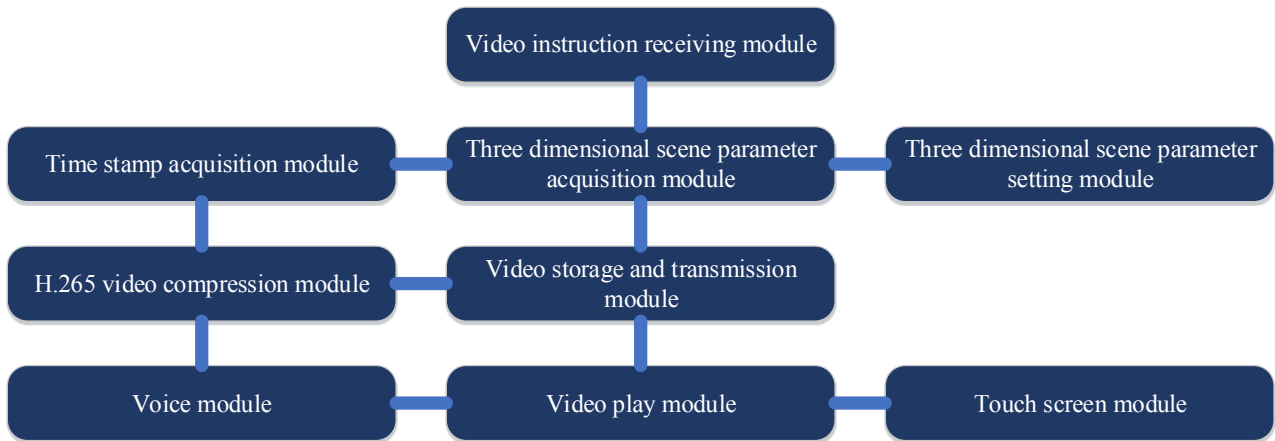 Video instruction receiving module
Time stamp acquisition module
Three dimensional scene parameter
acquisition module
Three dimensional scene parameter
setting module
H.265 video compression module
Video storage and transmission
module
Voice module
Video play module
Touch screen module